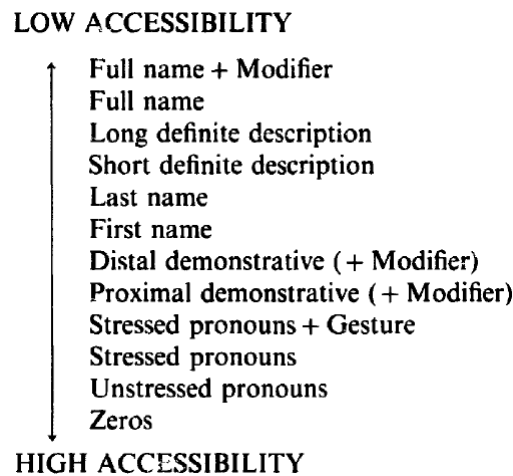 LOW ACCESSIBILITY
Full name + Modifier
Full name
Long definite description
Short definite description
Last name
First name
Distal demonstrative (+ Modifier)
Proximal demonstrative (+ Modifier)
Stressed pronouns + Gesture
Stressed pronouns
Unstressed pronouns
Zeros
HIGH ACCESSIBILITY